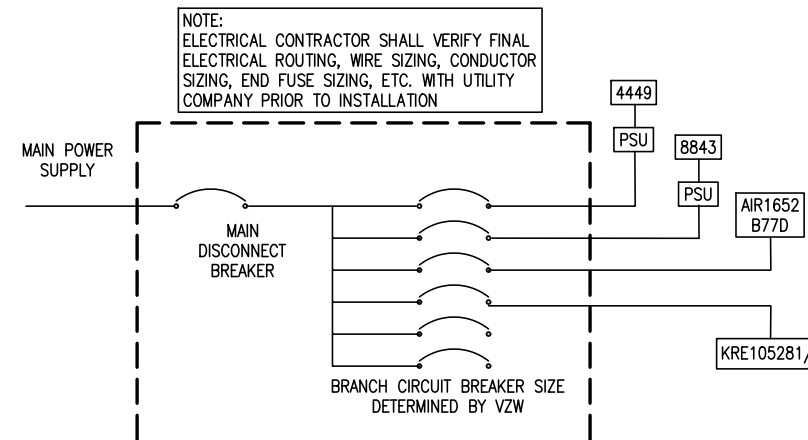 NOTE:
ELECTRICAL CONTRACTOR SHALL VERIFY FINAL
ELECTRICAL ROUTING, WIRE SIZING, CONDUCTOR
SIZING, END FUSE SIZING, ETC. WITH UTILITY
COMPANY PRIOR TO INSTALLATION
4449
PSU
8843
PSU
AIR1652
B77D
MAIN POWER
SUPPLY
MAIN
DISCONNECT
BREAKER
KRE105281/
BRANCH CIRCUIT BREAKER SIZE
DETERMINED BY VZW